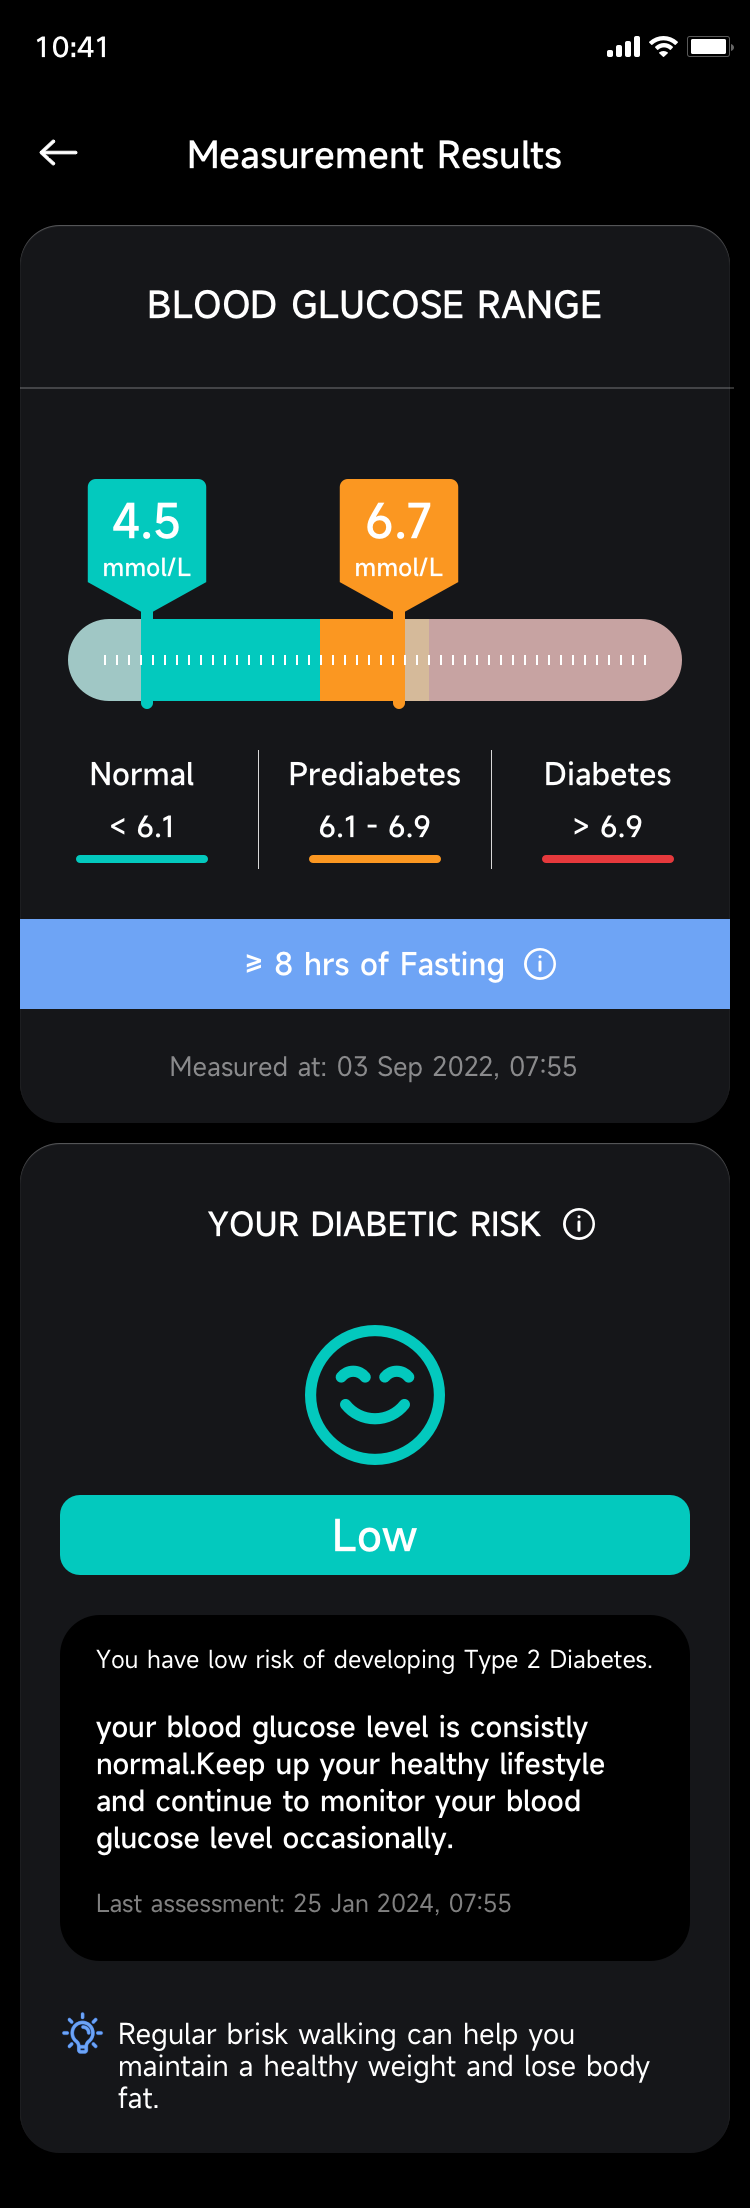 10:41
Measurement Results
BLOOD GLUCOSE RANGE
4.5
mmol/L
6.7
mmol/L
Normal
< 6.1
Prediabetes
6.1 - 6.9
Diabetes
> 6.9
⩾ 8 hrs of Fasting
Measured at: 03 Sep 2022, 07:55
YOUR DIABETIC RISK
Low
You have low risk of developing Type 2 Diabetes.
your blood glucose level is consistly
normal.Keep up your healthy lifestyle
and continue to monitor your blood
glucose level occasionally.
Last assessment: 25 Jan 2024, 07:55
Regular brisk walking can help you
maintain a healthy weight and lose body
fat.